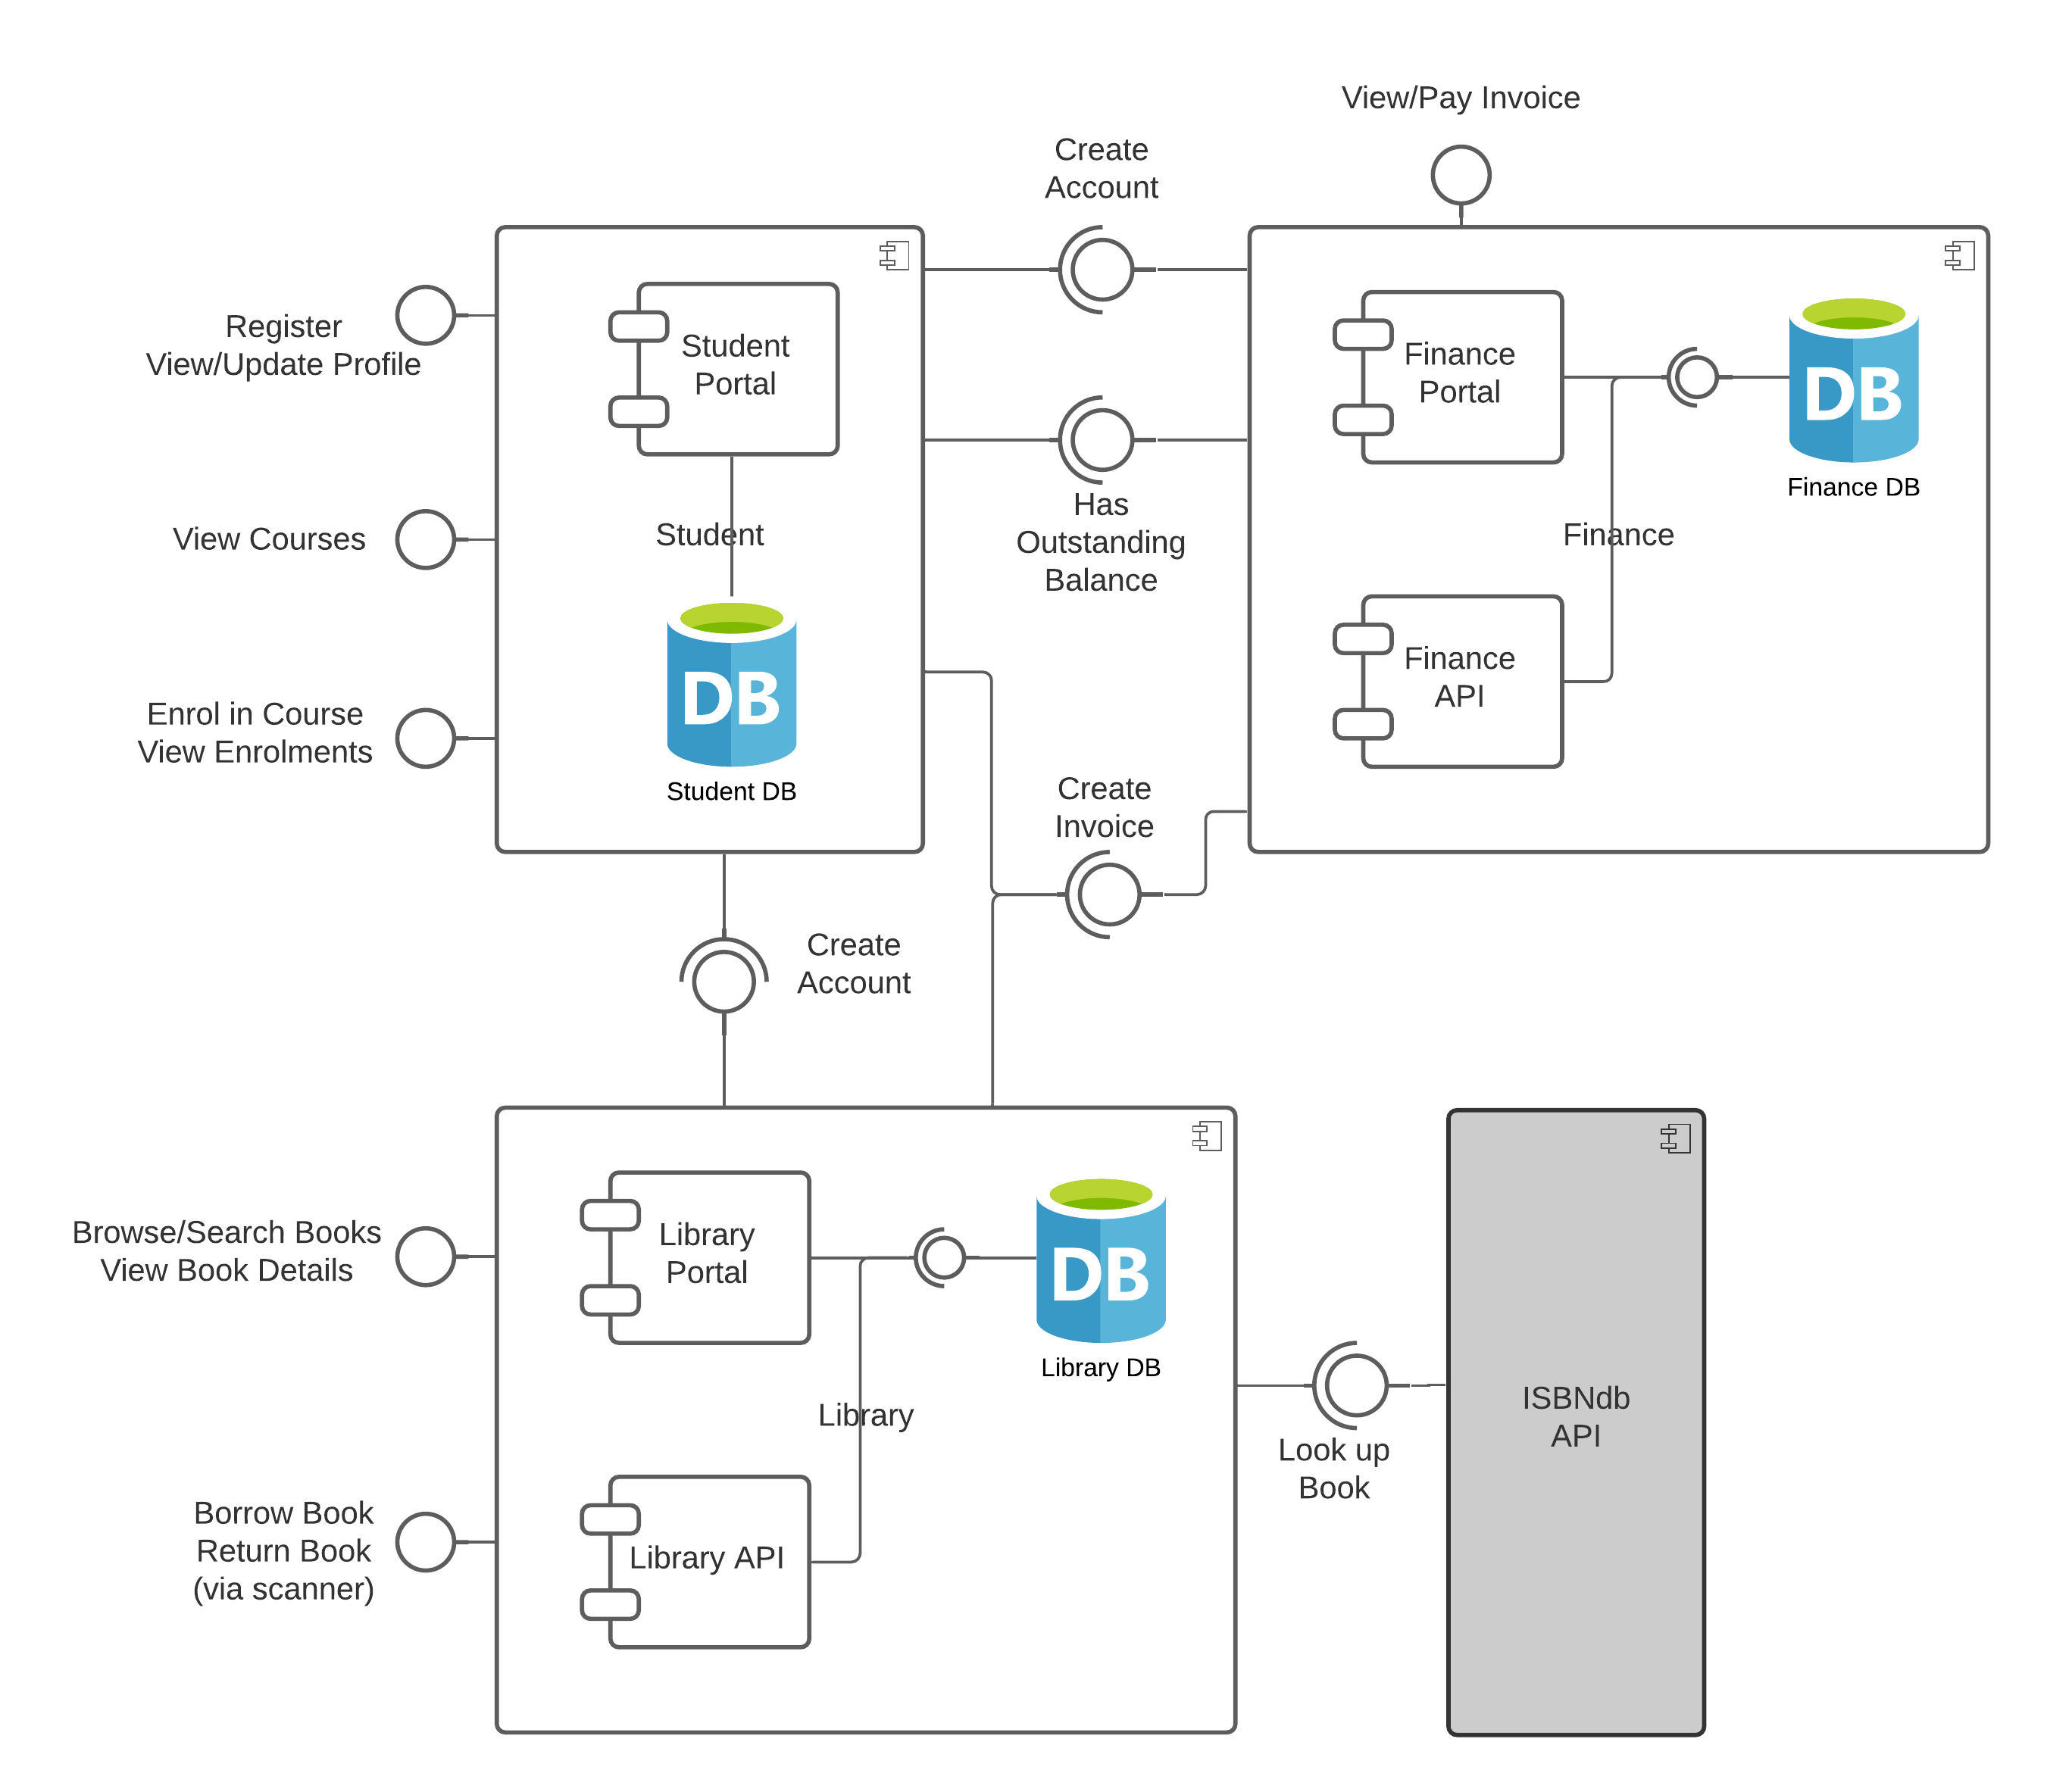 View/Pay Invoice
Create
Account
Register
View/Update Profile
Student
Portal
Finance
Portal
DB
Finance DB
View Courses
Student
Has
Outstanding
Balance
Finance
Enrol in Course
View Enrolments
DB
Student DB
Finance
API
Create
Invoice
Create
Account
Browse/Search Books
View Book Details
Library
Portal
DB
Library DB
Library
Look up
Book
ISBNdb
API
Borrow Book
Return Book
(via scanner)
Library API